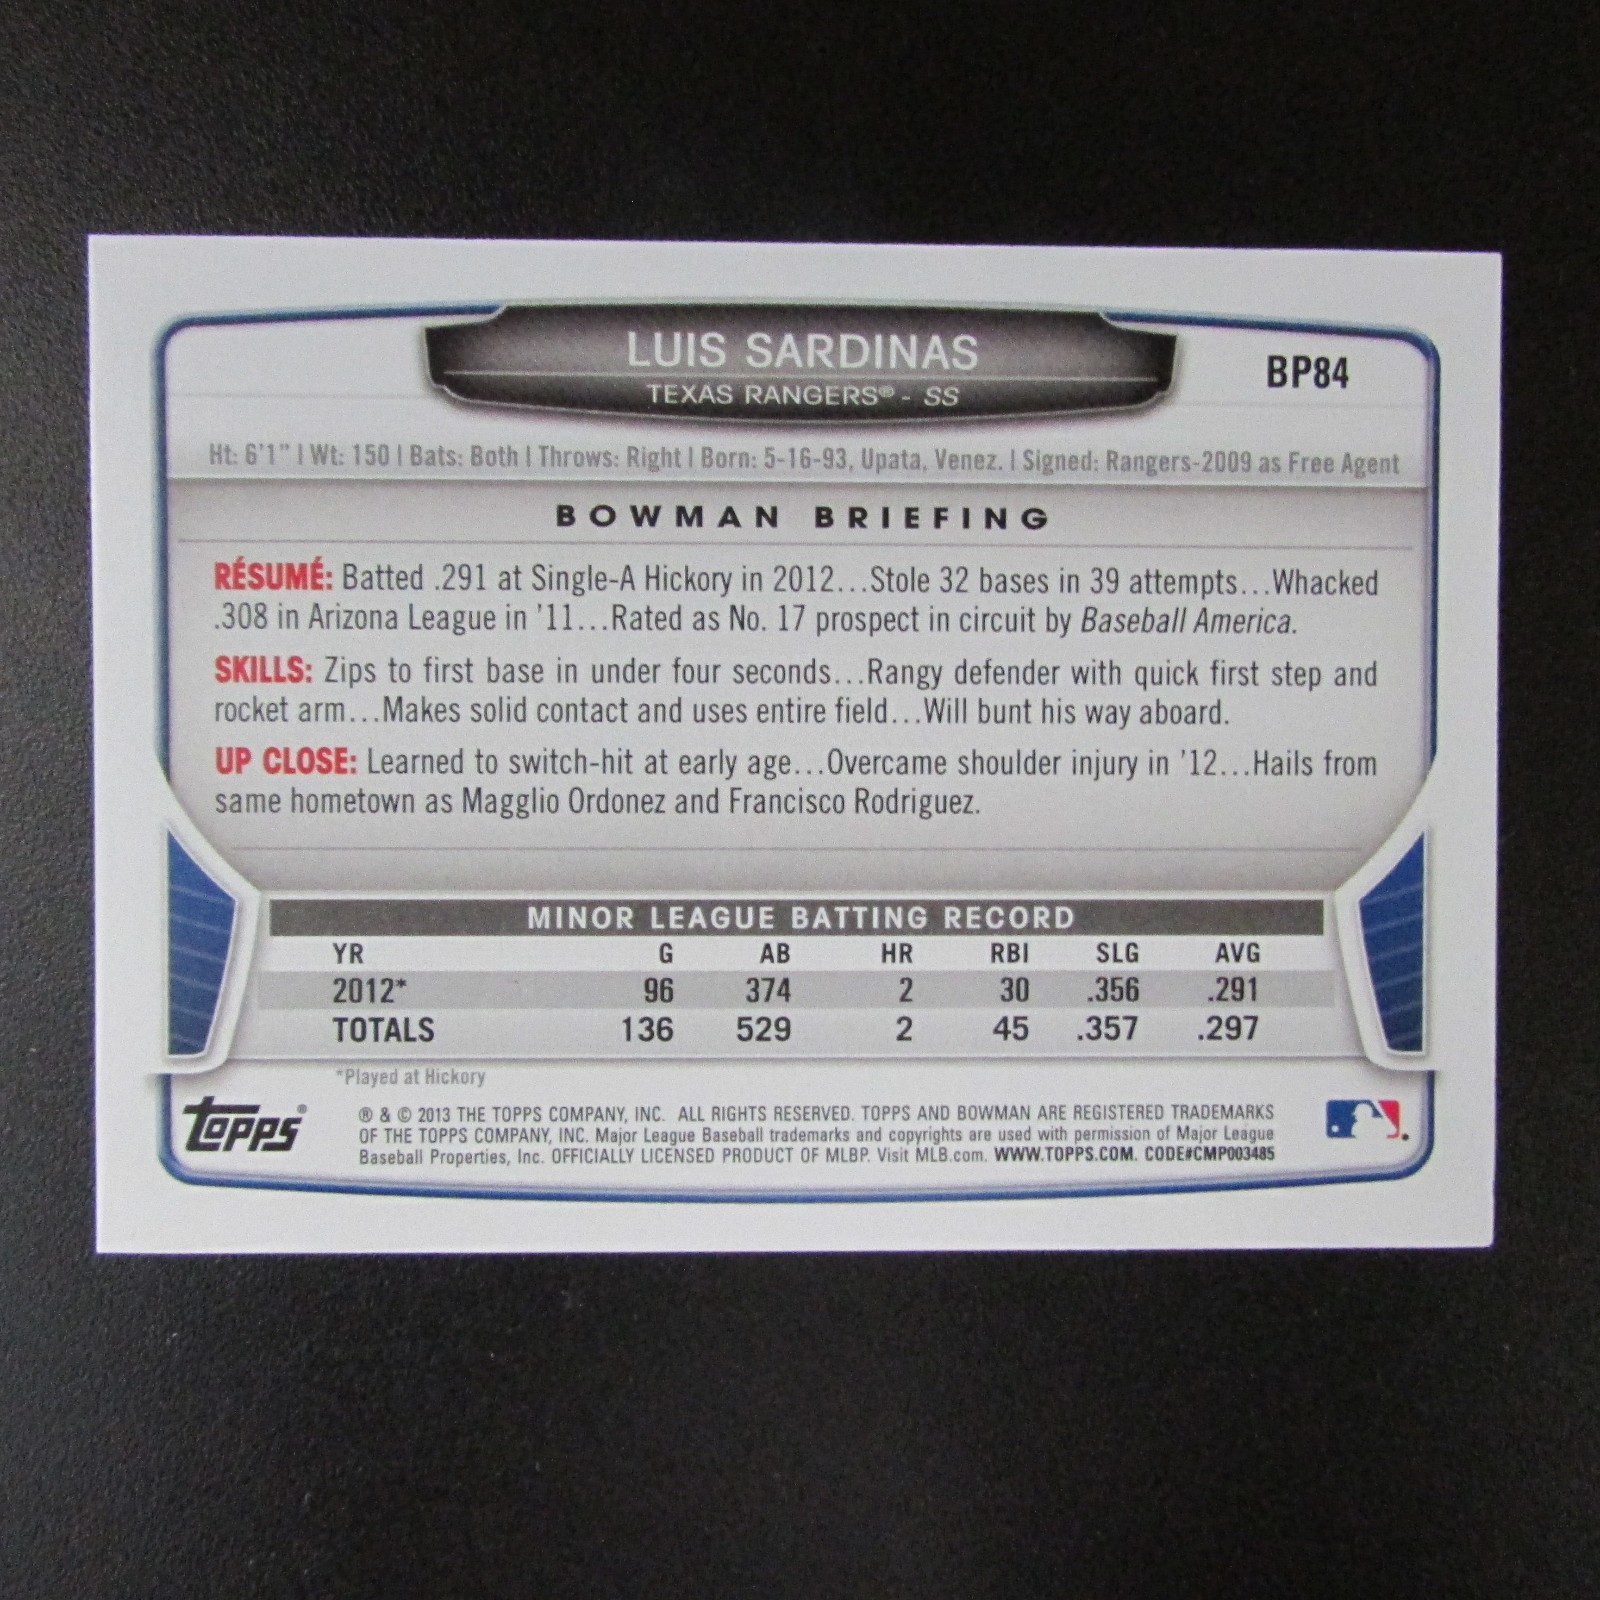 LUIS SARDINAS
TEXAS RANGERS® - SS
BP84
Ht: 6'1" | Wt: 150 | Bats: Both | Throws: Right | Born: 5-16-93, Upata, Venez. | Signed: Rangers-2009 as Free Agent
BOWMAN BRIEFING
RÉSUMÉ: Batted .291 at Single-A Hickory in 2012...Stole 32 bases in 39 attempts...Whacked
.308 in Arizona League in '11...Rated as No. 17 prospect in circuit by Baseball America.
SKILLS: Zips to first base in under four seconds...Rangy defender with quick first step and
rocket arm...Makes solid contact and uses entire field...Will bunt his way aboard.
UP CLOSE: Learned to switch-hit at early age...Overcame shoulder injury in '12...Hails from
same hometown as Magglio Ordonez and Francisco Rodriguez.
MINOR LEAGUE BATTING RECORD
YR G AB HR RBI SLG AVG
2012* 96 374 2 30 .356 .291
TOTALS 136 529 2 45 .357 .297
*Played at Hickory
Topps®
® & © 2013 THE TOPPS COMPANY, INC. ALL RIGHTS RESERVED. TOPPS AND BOWMAN ARE REGISTERED TRADEMARKS
OF THE TOPPS COMPANY, INC. Major League Baseball trademarks and copyrights are used with permission of Major League
Baseball Properties, Inc. OFFICIALLY LICENSED PRODUCT OF MLBP. Visit MLB.com. WWW.TOPPS.COM. CODE#CMP003485